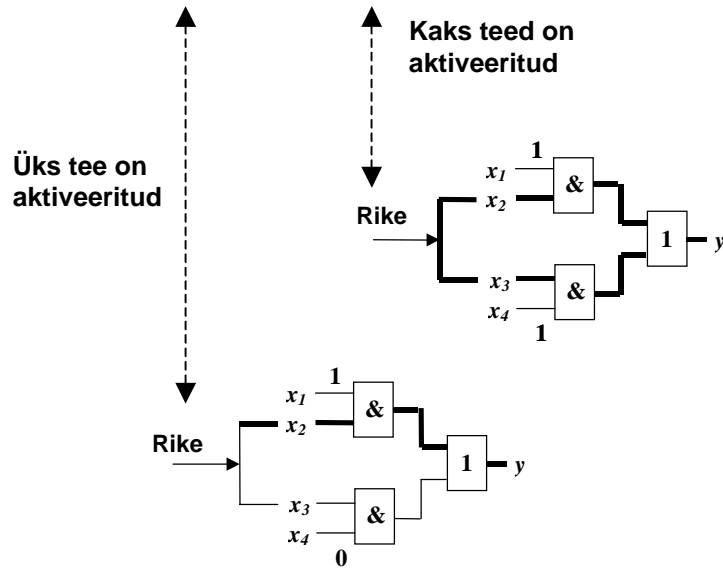 Kaks teed on
aktiveeritud
Üks tee on
aktiveeritud
1
x1
&
x2
Rike
1
y
x3
&
x4
1
1
x1
&
x2
Rike
1
y
x3
&
x4
0